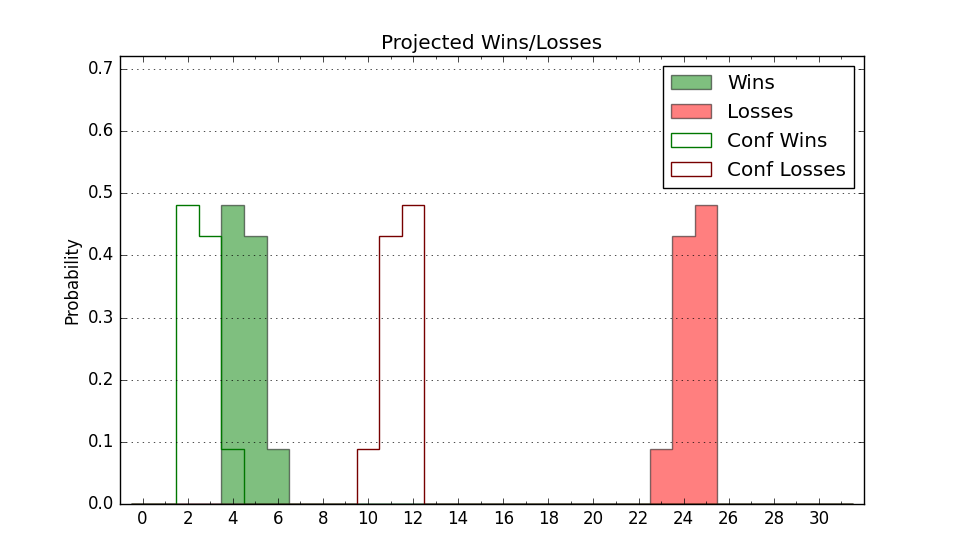 Projected Wins/Losses
Wins
Losses
Conf Wins
Conf Losses
Probability
0.7
0.6
0.5
0.4
0.3
0.2
0.1
0.0
0 2 4 6 8 10 12 14 16 18 20 22 24 26 28 30